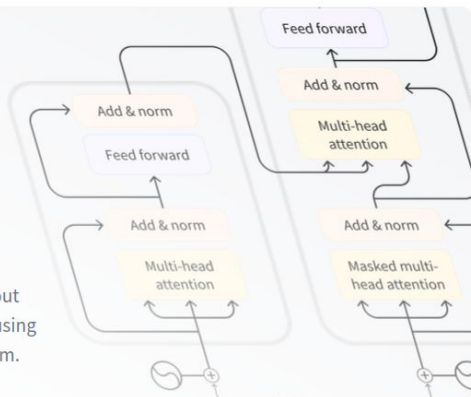 Feed forward
Add & norm
Multi-head
attention
Add & norm
Masked multi-
head attention
Add & norm
Feed forward
Add & norm
Multi-head
attention
out
using
m.